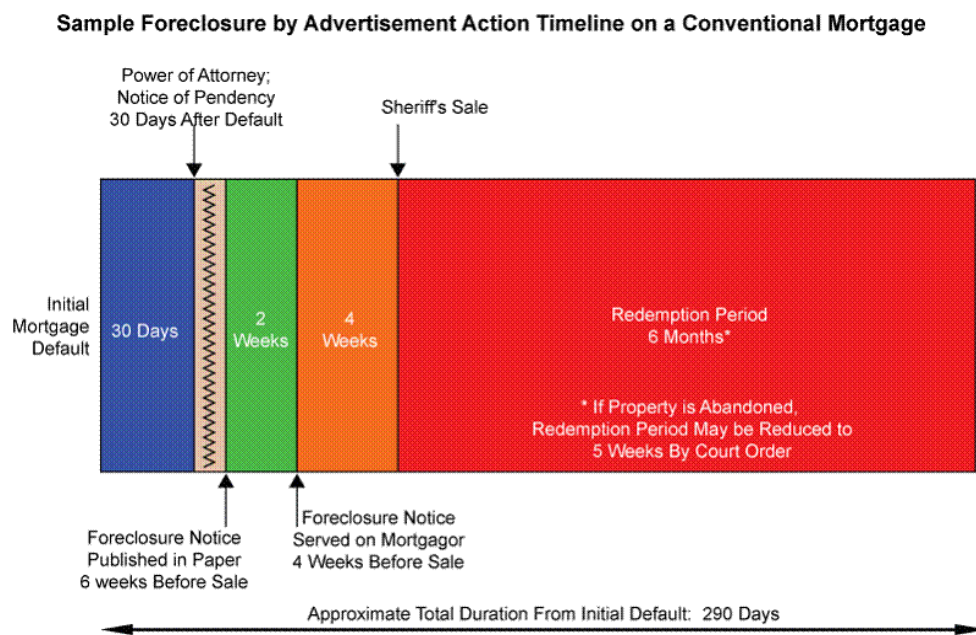 Sample Foreclosure by Advertisement Action Timeline on a Conventional Mortgage
Power of Attorney;
Notice of Pendency
30 Days After Default
Sheriff's Sale
Initial
Mortgage
Default
30 Days
2
Weeks
4
Weeks
Redemption Period
6 Months*
* If Property is Abandoned,
Redemption Period May be Reduced to
5 Weeks By Court Order
Foreclosure Notice
Published in Paper
6 weeks Before Sale
Foreclosure Notice
Served on Mortgagor
4 Weeks Before Sale
Approximate Total Duration From Initial Default: 290 Days